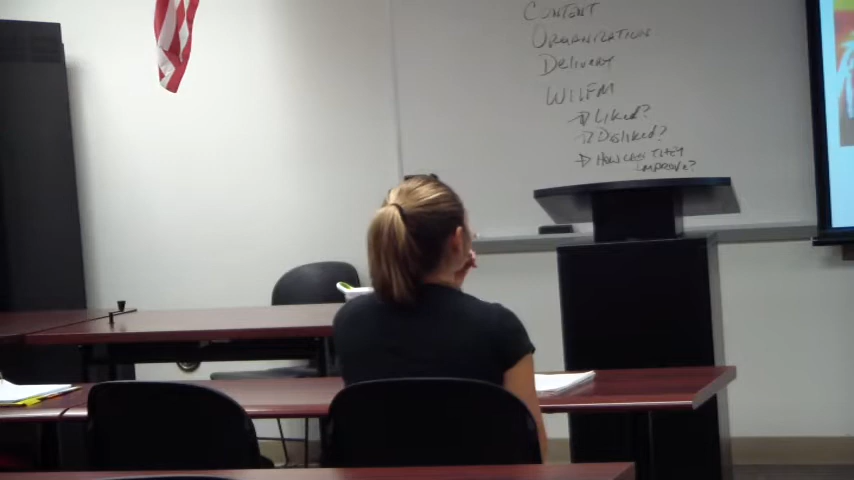 CONTENT
ORGANIZATION
Delivery
WIIFM
→ Liked?
→ Disliked?
→ How can they
improve?